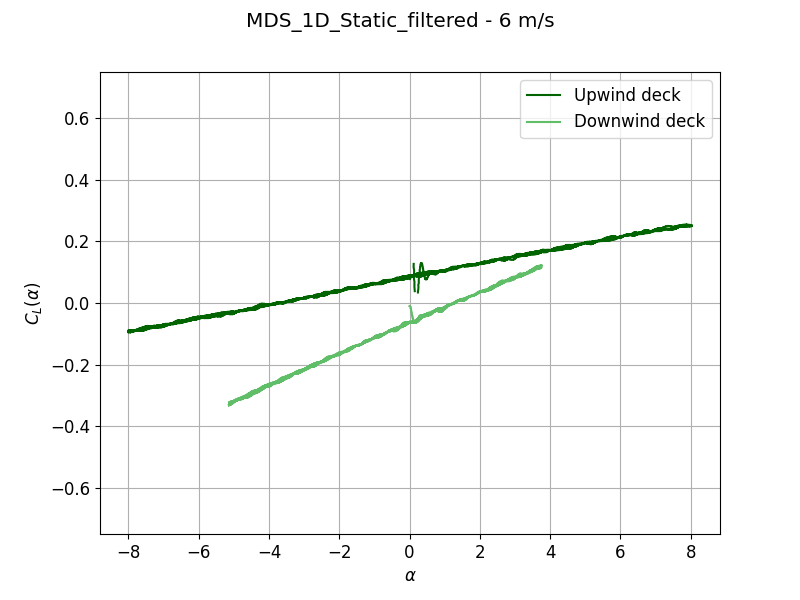 MDS_1D_Static_filtered - 6 m/s
Upwind deck
Downwind deck
0.6
0.4
0.2
0.0
−0.2
−0.4
−0.6
C_L(α)
−8 −6 −4 −2 0 2 4 6 8
α